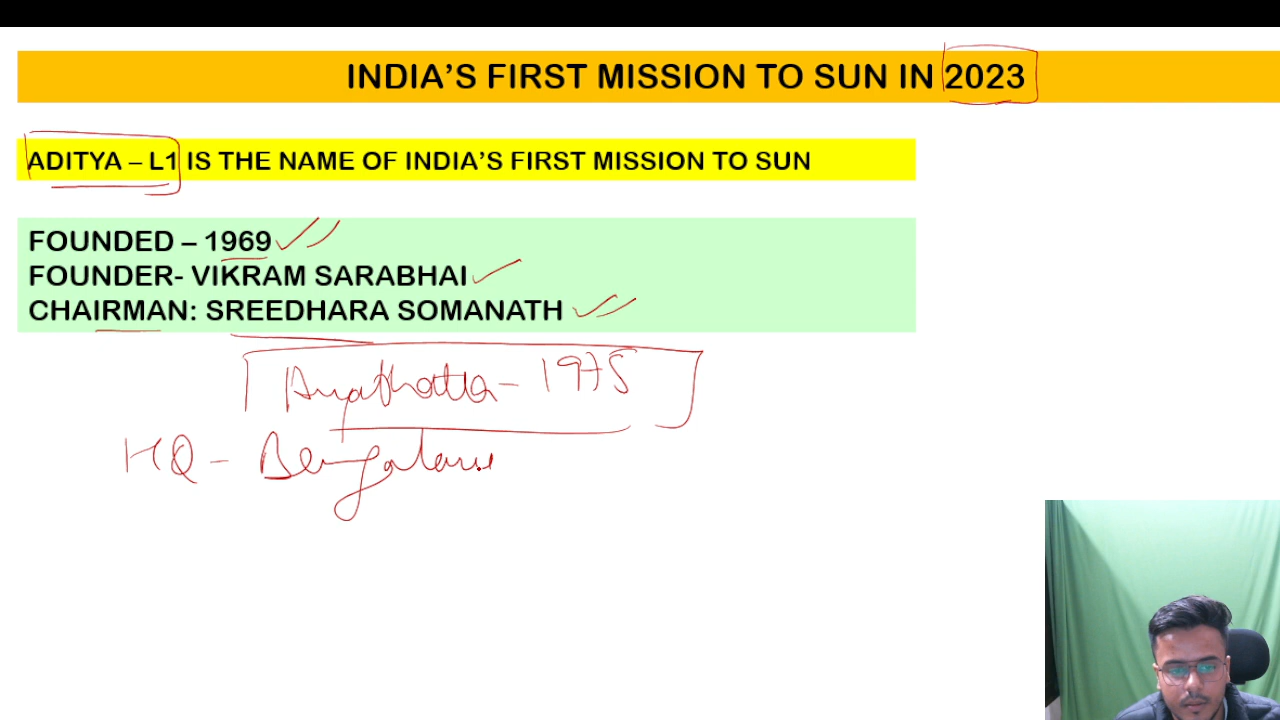 INDIA'S FIRST MISSION TO SUN IN 2023
ADITYA – L1 IS THE NAME OF INDIA'S FIRST MISSION TO SUN
FOUNDED – 1969
FOUNDER- VIKRAM SARABHAI
CHAIRMAN: SREEDHARA SOMANATH
1975
HQ - Bengaluru